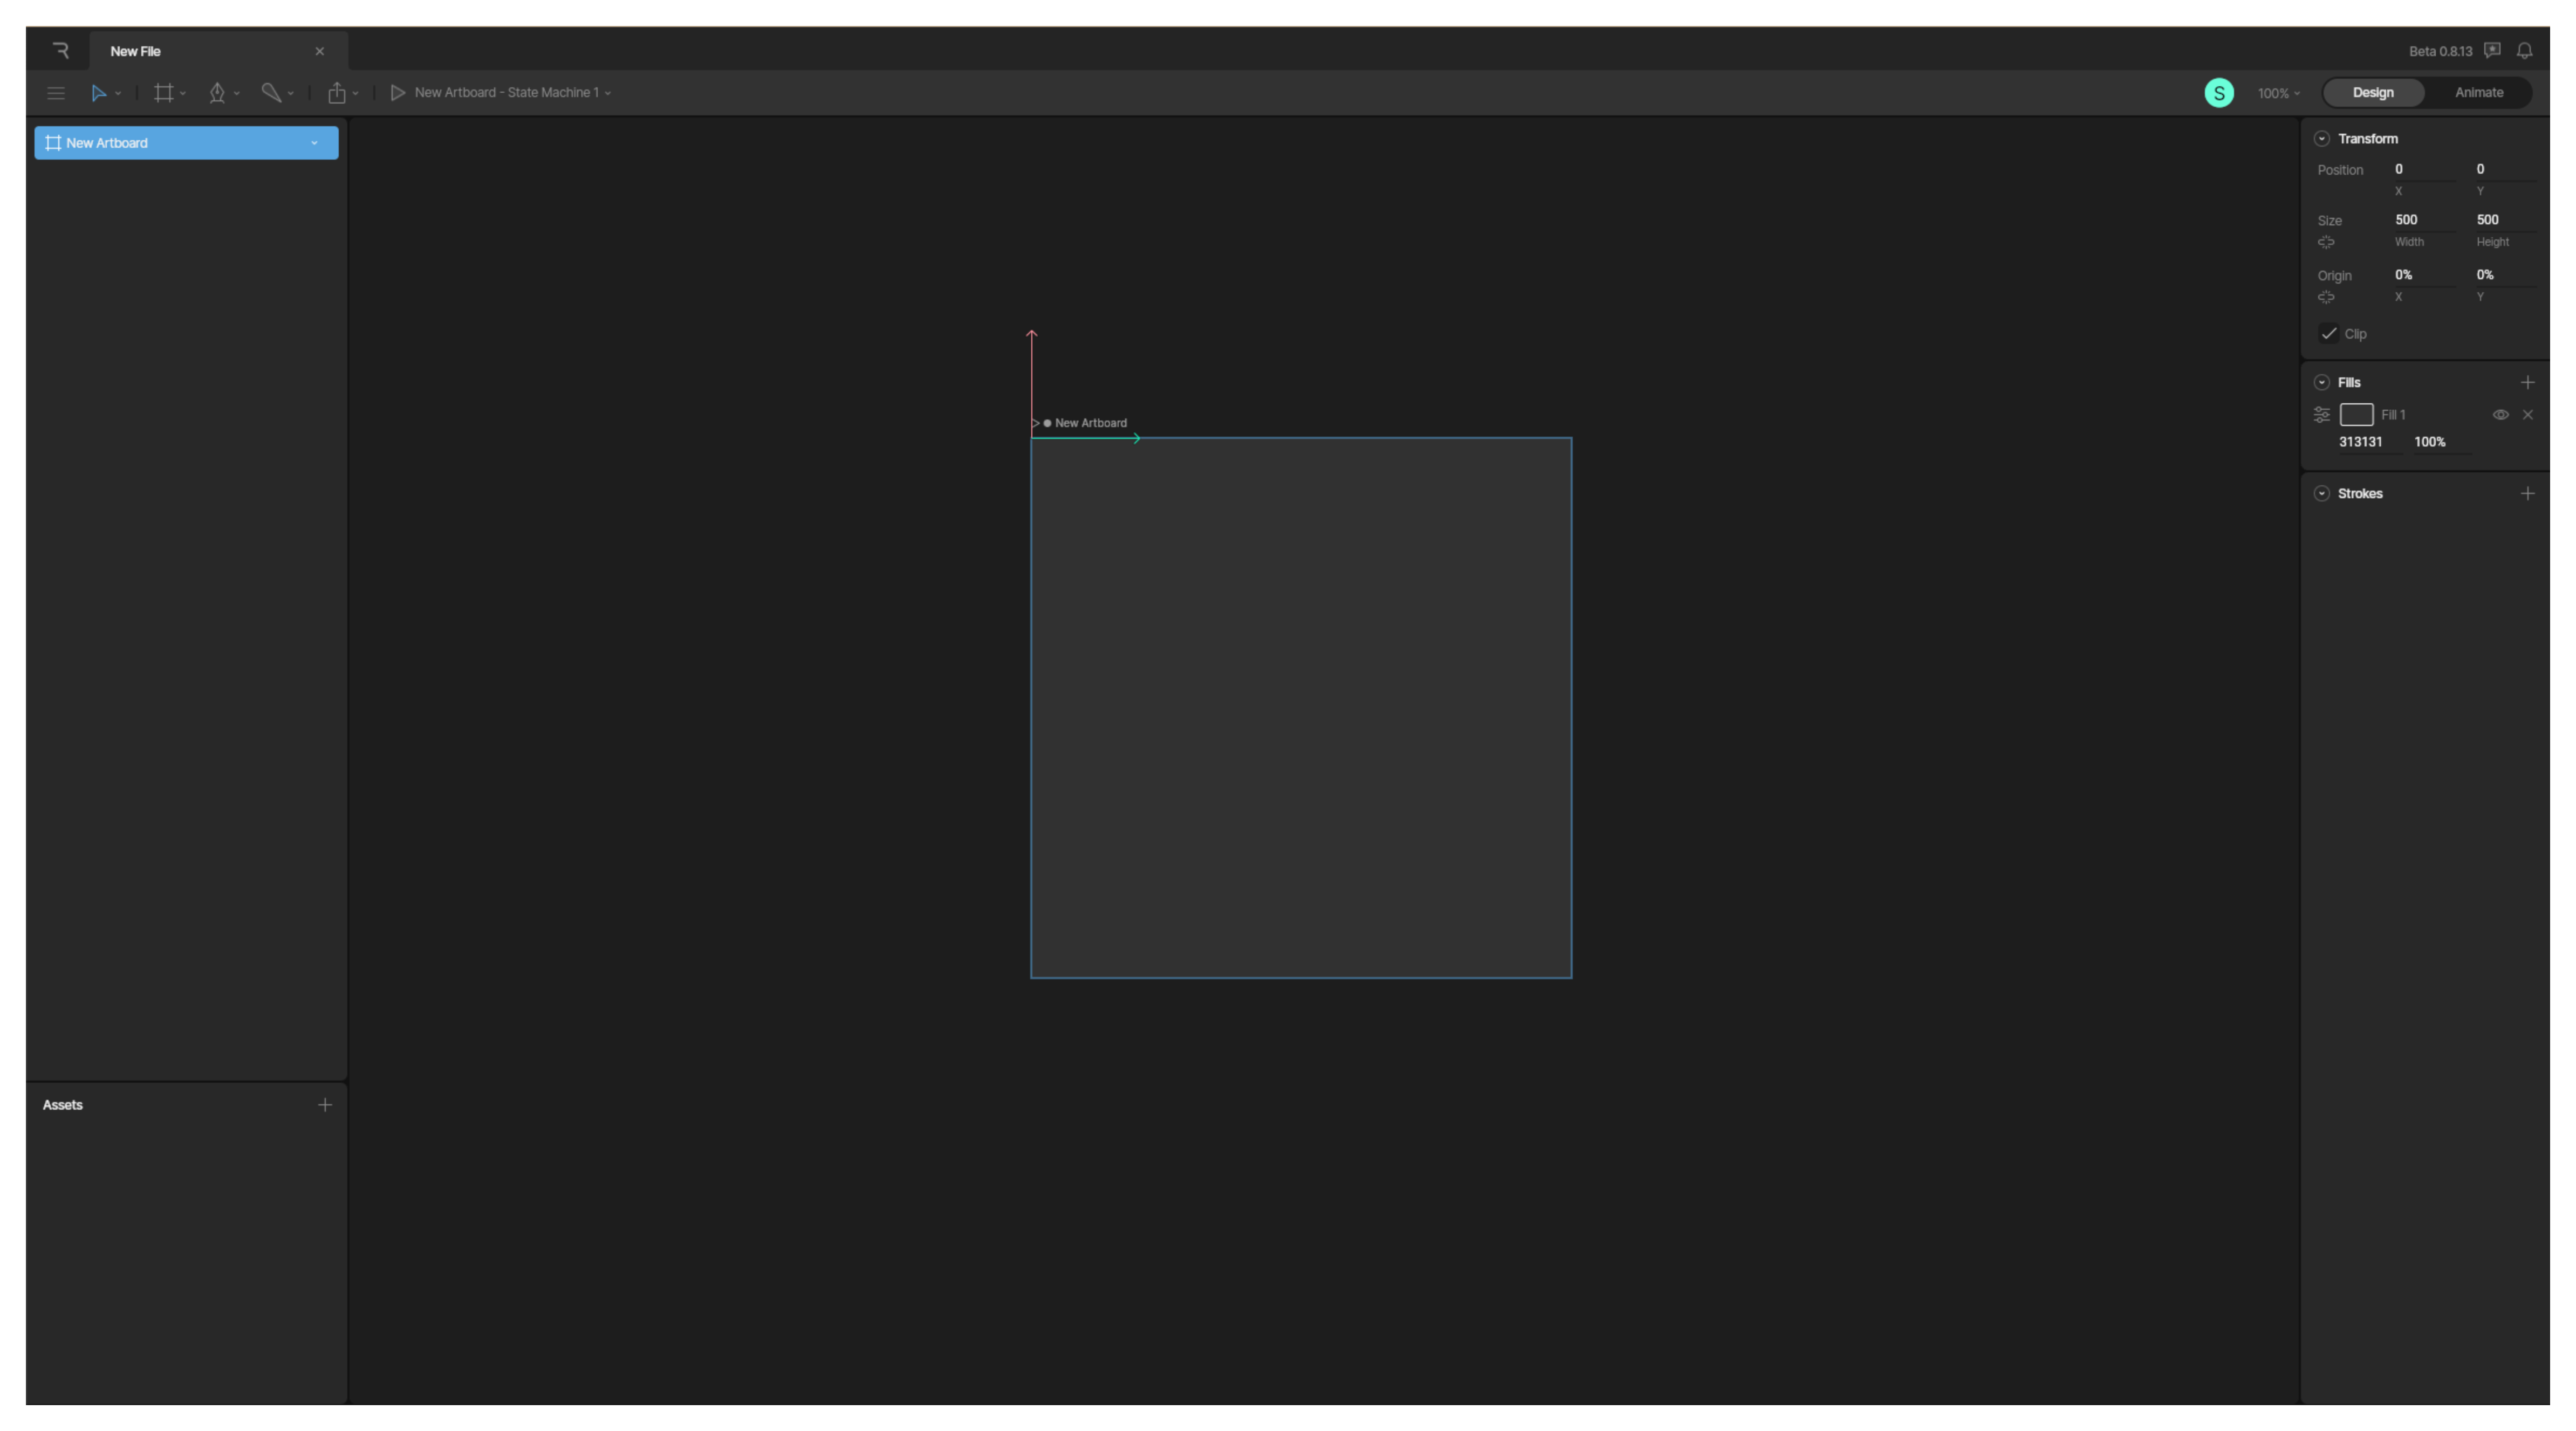 New File
Beta 0.8.13
New Artboard - State Machine 1
S
100%
Design
Animate
New Artboard
Transform
Position
0
0
X
Y
Size
500
500
Width
Height
Origin
0%
0%
X
Y
Clip
Fills
Fill 1
313131
100%
Strokes
New Artboard
Assets